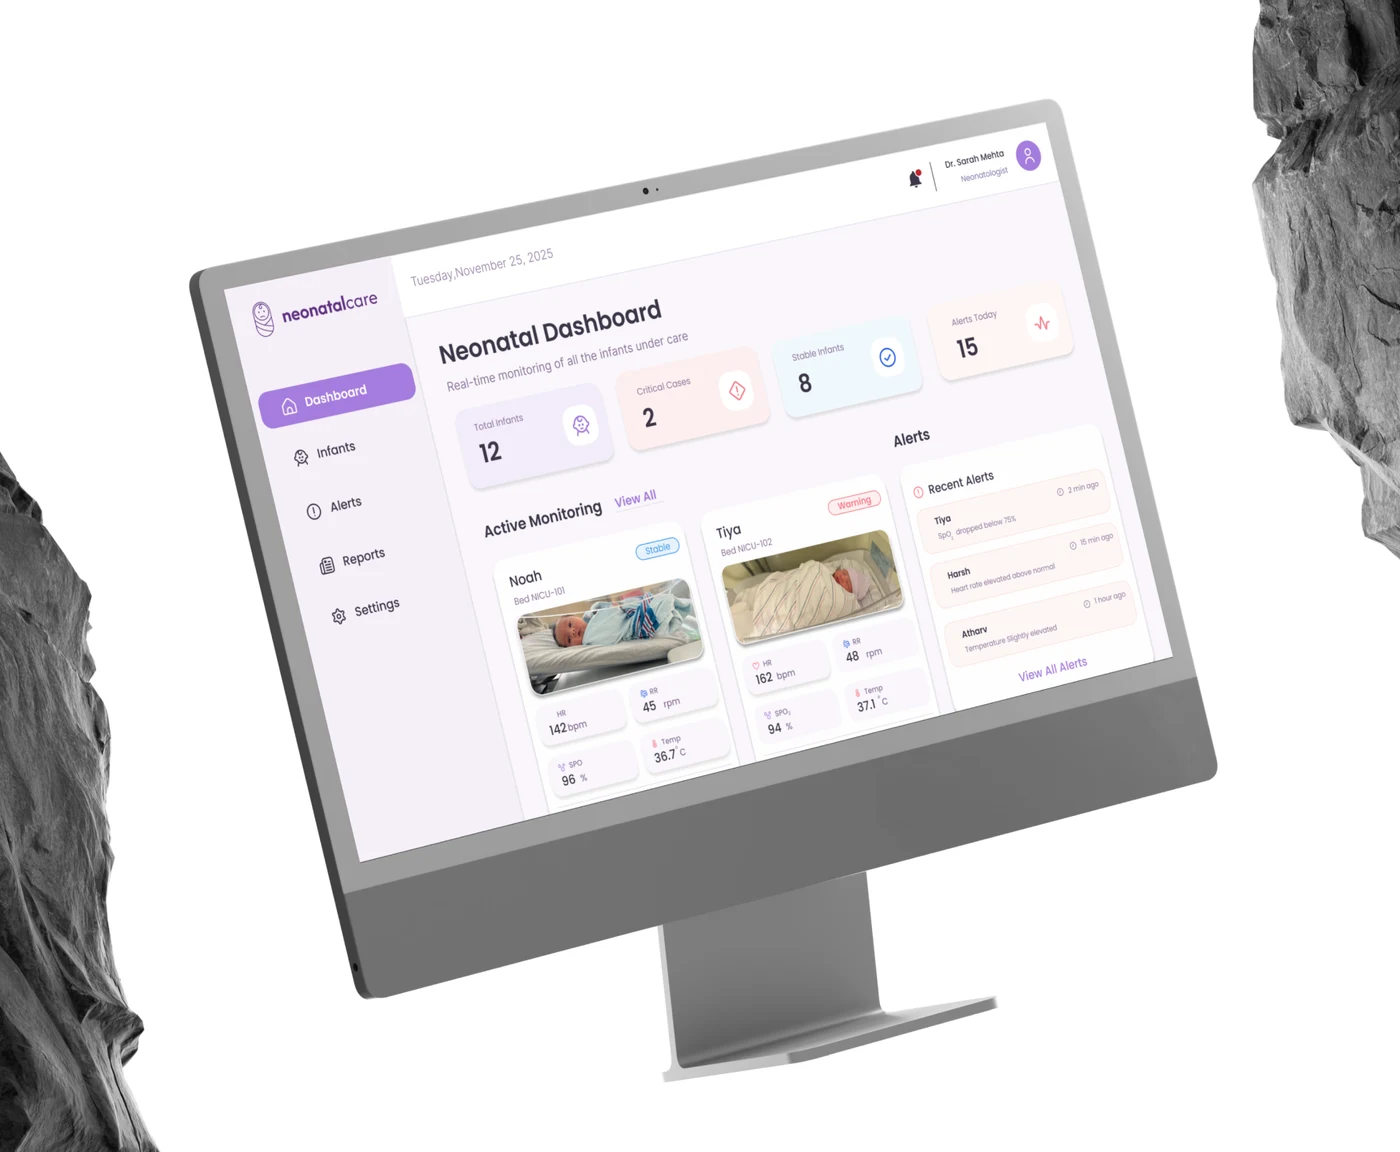 Dr. Sarah Mehta
Neonatologist
Tuesday,November 25, 2025
neonatalcare
Dashboard
Infants
Alerts
Reports
Settings
Neonatal Dashboard
Real-time monitoring of all the infants under care
Total Infants
12
Critical Cases
2
Stable Infants
8
Alerts Today
15
Active Monitoring
View All
Noah
Bed NICU-101
Stable
HR
142bpm
RR
45 rpm
SPO
96 %
Temp
36.7°C
Tiya
Bed NICU-102
Warning
HR
162 bpm
RR
48 rpm
SPO₂
94 %
Temp
37.1 °C
Alerts
Recent Alerts
Tiya
2 min ago
SpO₂ dropped below 75%
Harsh
15 min ago
Heart rate elevated above normal
Atharv
1 hour ago
Temperature Slightly elevated
View All Alerts